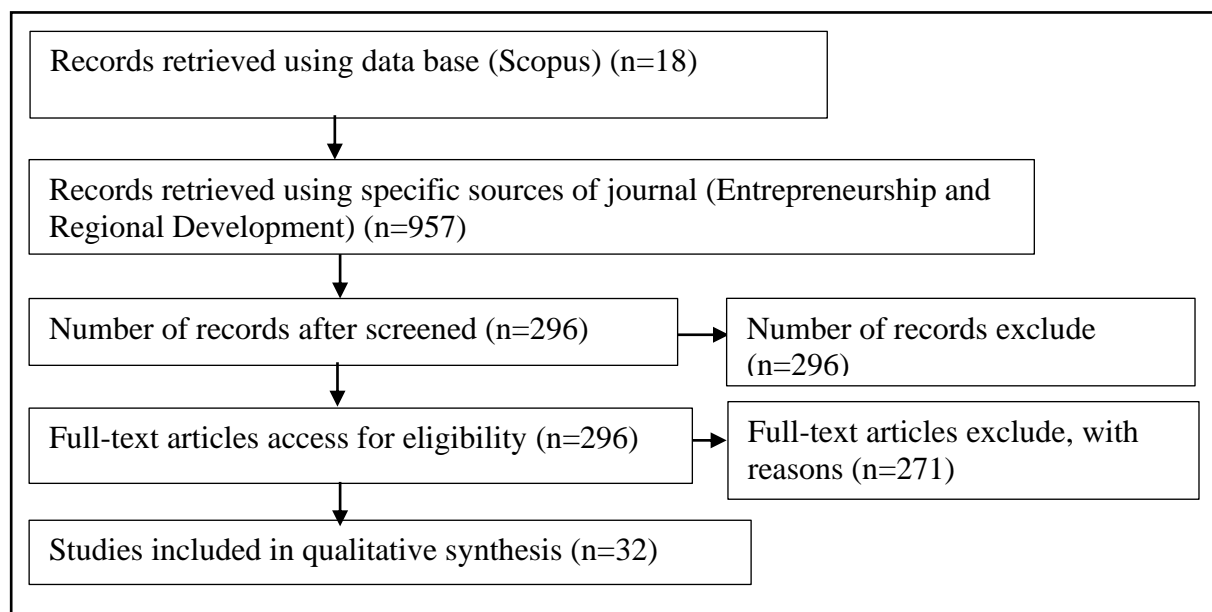 Records retrieved using data base (Scopus) (n=18)
Records retrieved using specific sources of journal (Entrepreneurship and
Regional Development) (n=957)
Number of records after screened (n=296)
Number of records exclude
(n=296)
Full-text articles access for eligibility (n=296)
Full-text articles exclude, with
reasons (n=271)
Studies included in qualitative synthesis (n=32)